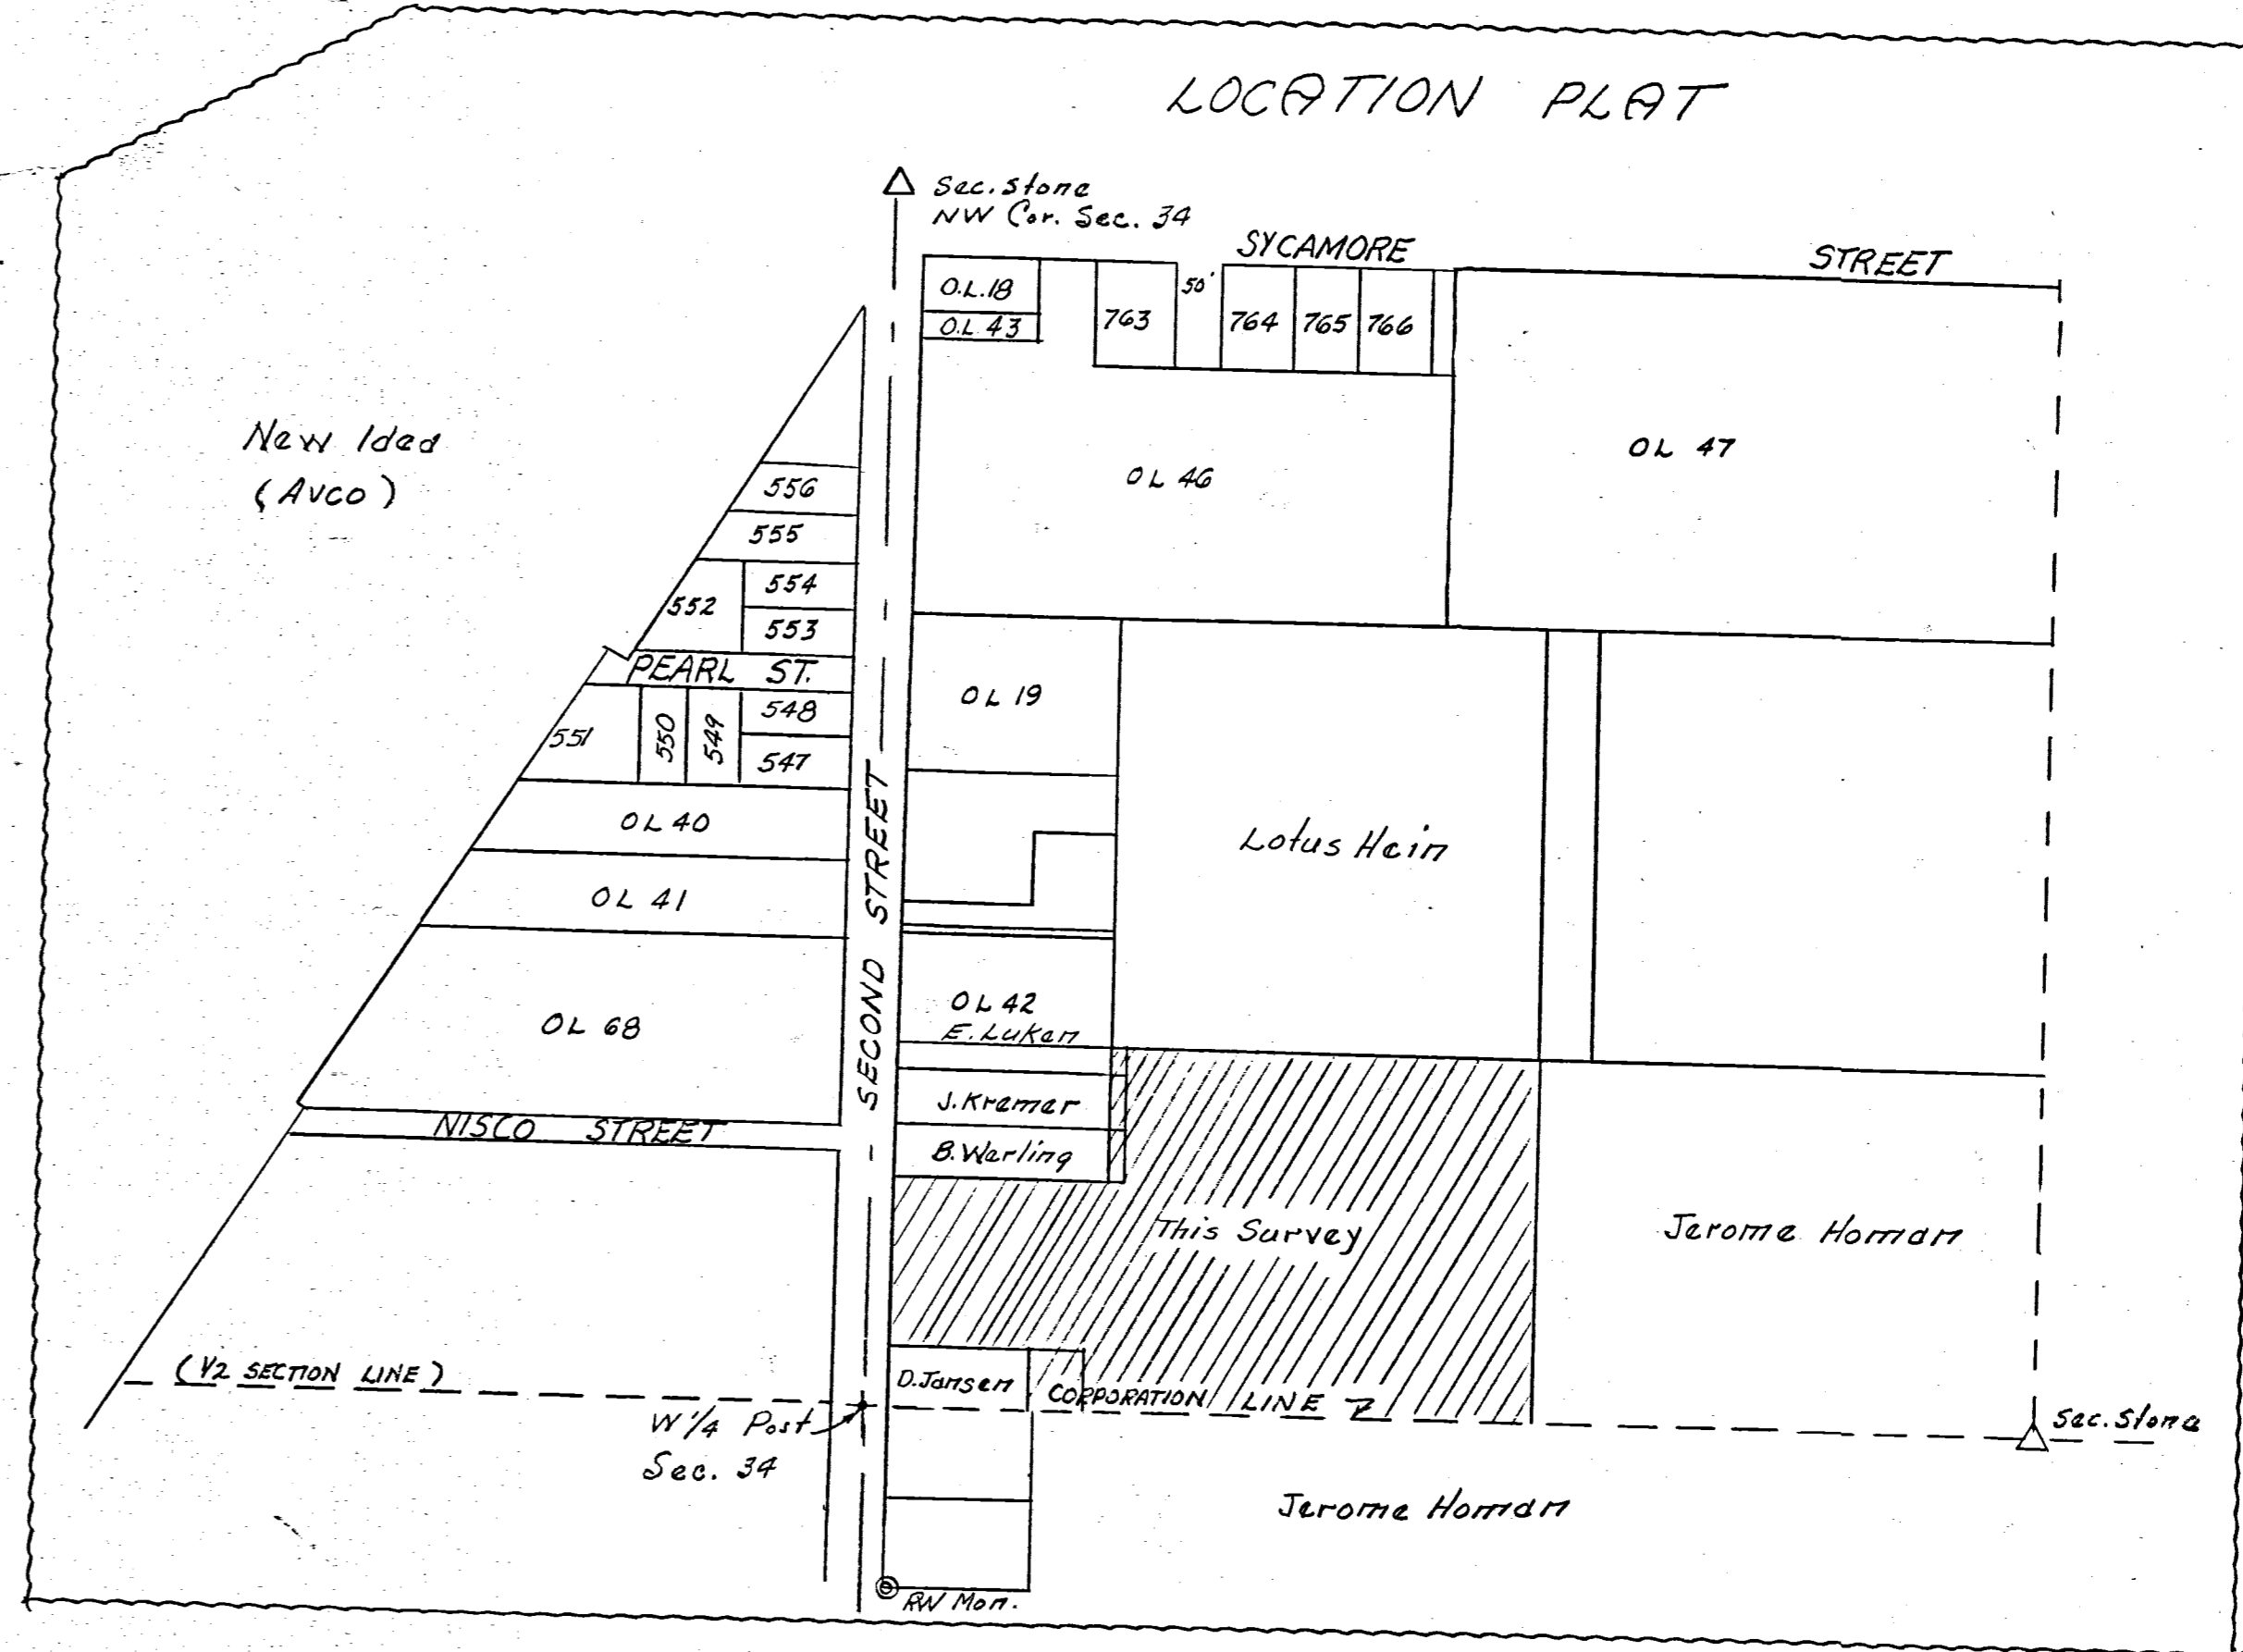 LOCATION PLAT
Sec. stone
NW Cor. Sec. 34
SYCAMORE STREET
O.L. 18
O.L. 43
763
50'
764
765
766
New Idea
(AVCO)
OL 46
OL 47
556
555
554
552
553
PEARL ST.
551
550
549
548
547
OL 19
OL 40
OL 41
OL 68
SECOND STREET
Lotus Hein
OL 42
E. Luken
J. Kremer
B. Werling
NISCO STREET
This Survey
Jerome Homan
(1/2 SECTION LINE)
D. Jansen
CORPORATION LINE
W 1/4 Post
Sec. 34
Sec. Stone
Jerome Homan
RW Mon.